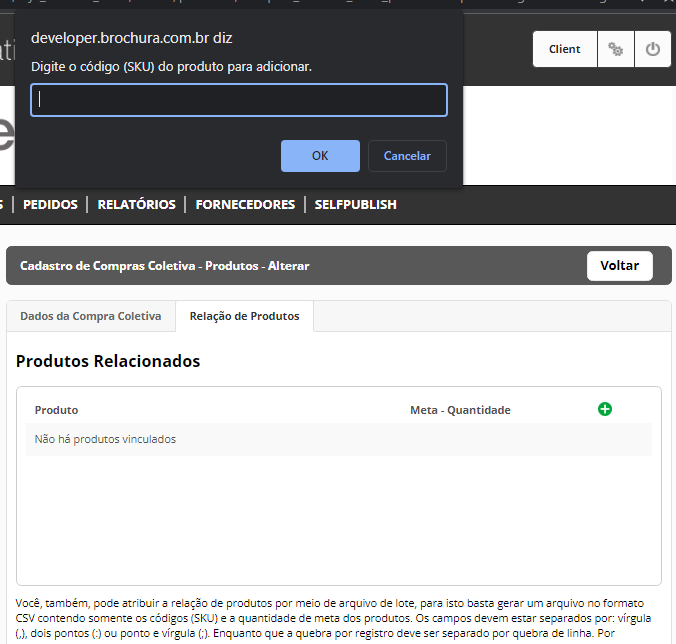 developer.brochura.com.br diz
Digite o código (SKU) do produto para adicionar.
OK Cancelar
Client
PEDIDOS RELATÓRIOS FORNECEDORES SELFPUBLISH
Cadastro de Compras Coletiva - Produtos - Alterar Voltar
Dados da Compra Coletiva Relação de Produtos
Produtos Relacionados
Produto Meta - Quantidade
Não há produtos vinculados
Você, também, pode atribuir a relação de produtos por meio de arquivo de lote, para isto basta gerar um arquivo no formato
CSV contendo somente os códigos (SKU) e a quantidade de meta dos produtos. Os campos devem estar separados por: vírgula
(,), dois pontos (:) ou ponto e vírgula (;). Enquanto que a quebra por registro deve ser separado por quebra de linha. Por